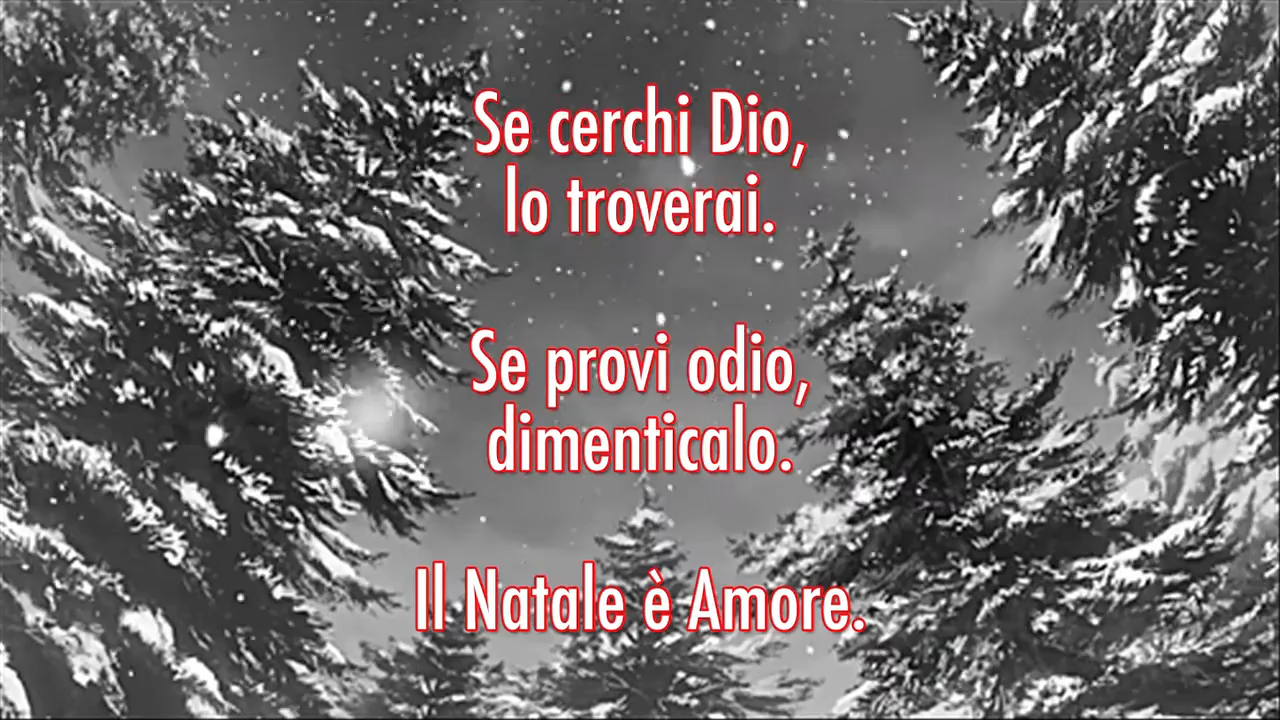 Se cerchi Dio,
lo troverai.
Se provi odio,
dimenticalo.
Il Natale è Amore.